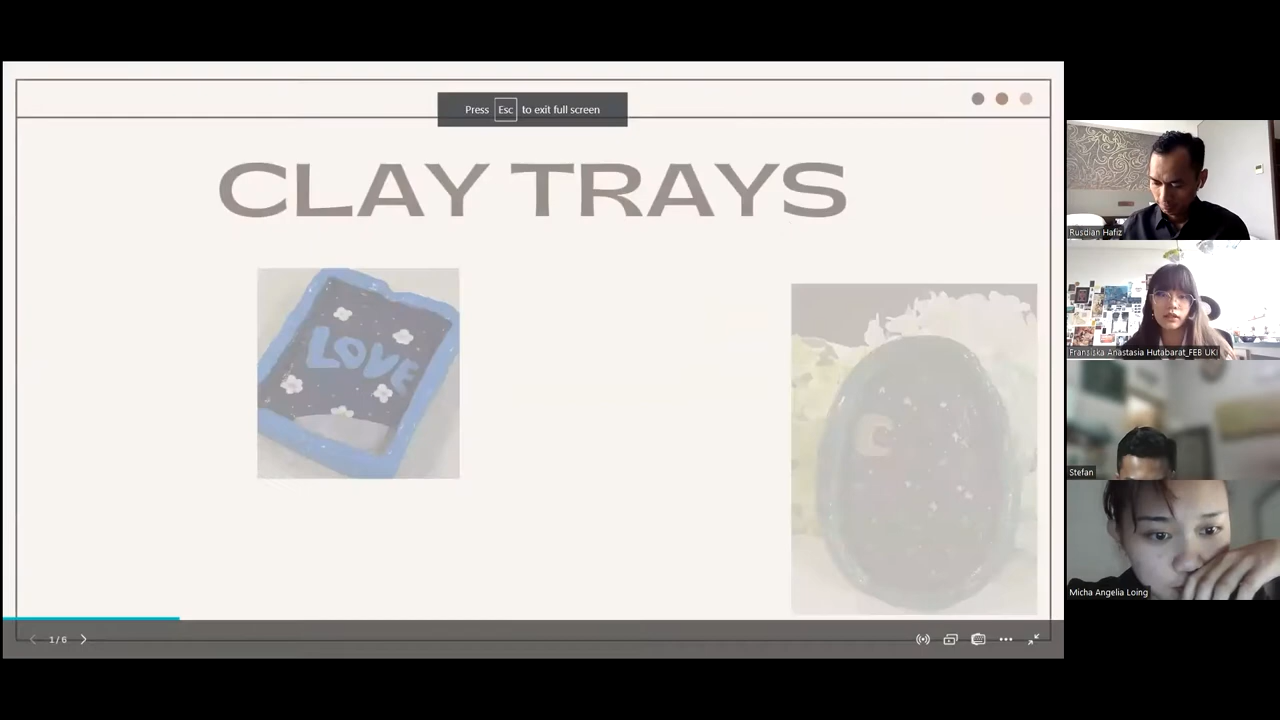 Press Esc to exit full screen
CLAY TRAYS
LOVE
C
1/6
Rusdian Hafiz
Fransiska Anastasia Hutabarat_FEB UKI
Stefan
Micha Angelia Loing